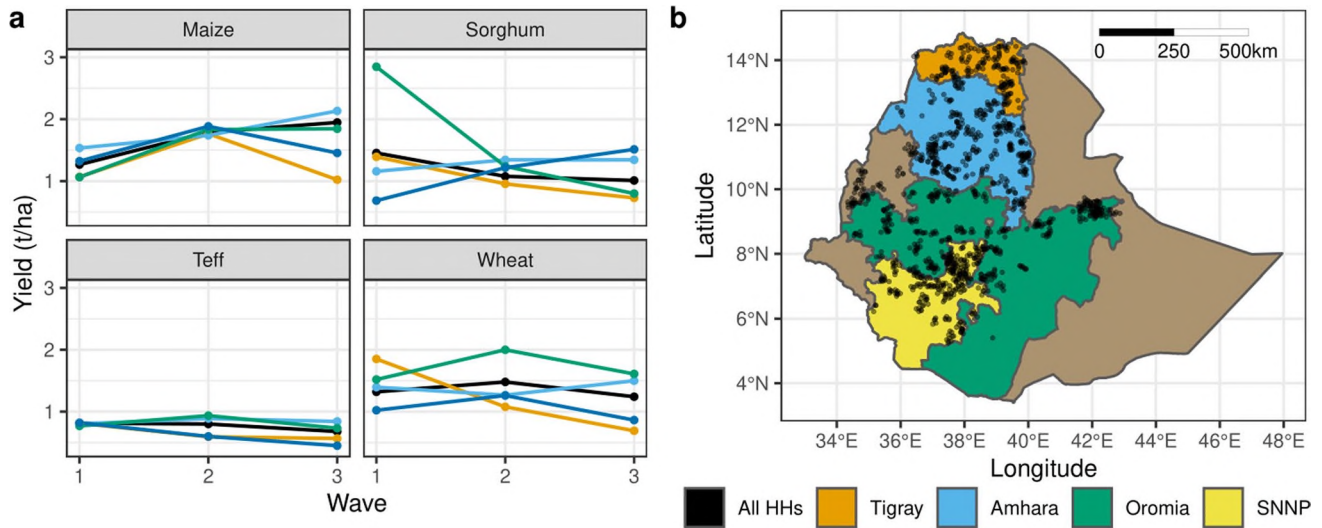 a
Maize
Sorghum
3
2
1
Teff
Wheat
3
2
1
Yield (t/ha)
1 2 3 1 2 3
Wave
b
0 250 500km
14°N
12°N
10°N
8°N
6°N
4°N
Latitude
34°E 36°E 38°E 40°E 42°E 44°E 46°E 48°E
Longitude
All HHs Tigray Amhara Oromia SNNP